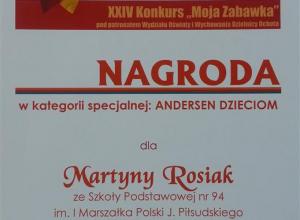 XXIV Konkurs „Moja Zabawka”
pod patronatem Wydziału Oświaty i Wychowania Dzielnicy Ochota
NAGRODA
w kategorii specjalnej: ANDERSEN DZIECIOM
dla
Martyny Rosiak
ze Szkoły Podstawowej nr 94
im. I Marszałka Polski J. Piłsudskiego